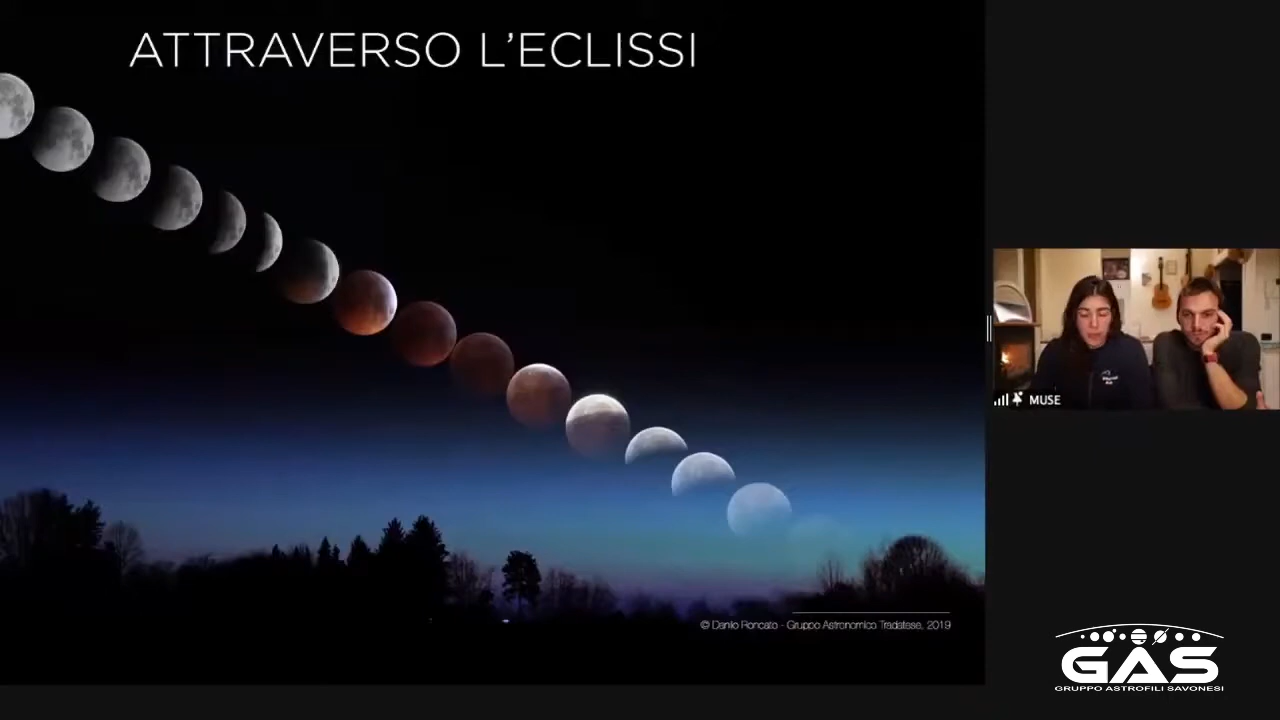 ATTRAVERSO L'ECLISSI
MUSE
© Danilo Roncato - Gruppo Astronomico Tradatese, 2019
GAS
GRUPPO ASTROFILI SAVONESI